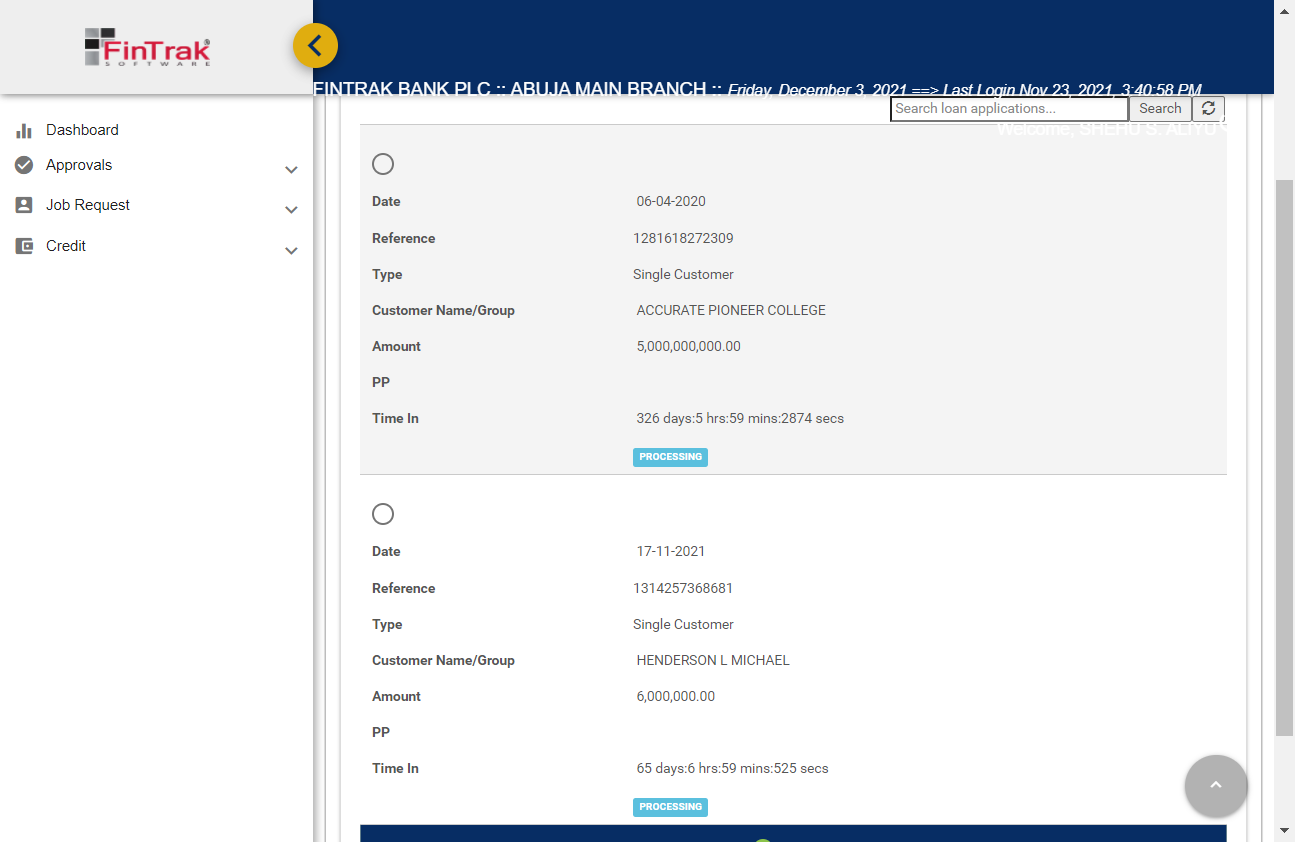 FinTrak®
SOFTWARE
FINTRAK BANK PLC :: ABUJA MAIN BRANCH :: Friday, December 3, 2021 ==> Last Login Nov 23, 2021, 3:40:58 PM
Search loan applications... Search
Welcome, SHEHU S. ALIYU
Dashboard
Approvals
Job Request
Credit
Date 06-04-2020
Reference 1281618272309
Type Single Customer
Customer Name/Group ACCURATE PIONEER COLLEGE
Amount 5,000,000,000.00
PP
Time In 326 days:5 hrs:59 mins:2874 secs
PROCESSING
Date 17-11-2021
Reference 1314257368681
Type Single Customer
Customer Name/Group HENDERSON L MICHAEL
Amount 6,000,000.00
PP
Time In 65 days:6 hrs:59 mins:525 secs
PROCESSING